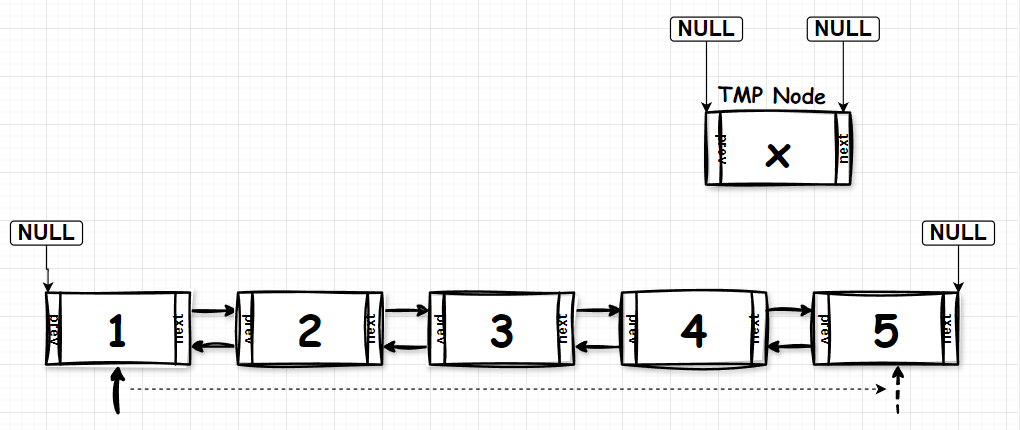 NULL NULL
TMP Node
prev x next
NULL NULL
prev 1 next prev 2 next prev 3 next prev 4 next prev 5 next